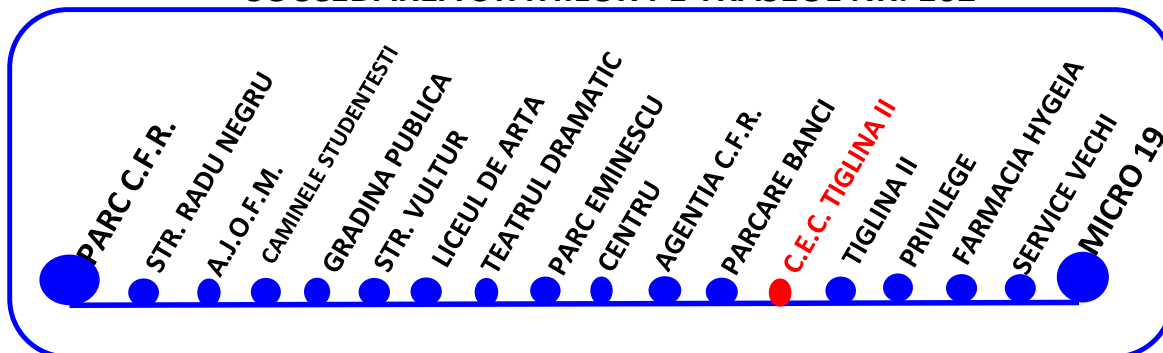 PARC C.F.R.
STR. RADU NEGRU
A.J.O.F.M.
CAMINELE STUDENTESTI
GRADINA PUBLICA
STR. VULTUR
LICEUL DE ARTA
TEATRUL DRAMATIC
PARC EMINESCU
CENTRU
AGENTIA C.F.R.
PARCARE BANCI
C.E.C. TIGLINA II
TIGLINA II
PRIVILEGE
FARMACIA HYGEIA
SERVICE VECHI
MICRO 19